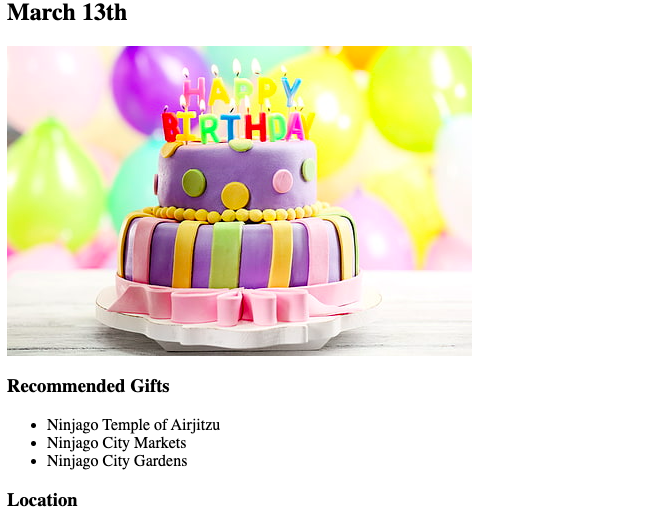 March 13th
HAPPY
BIRTHDAY
Recommended Gifts
Ninjago Temple of Airjitzu
Ninjago City Markets
Ninjago City Gardens
Location